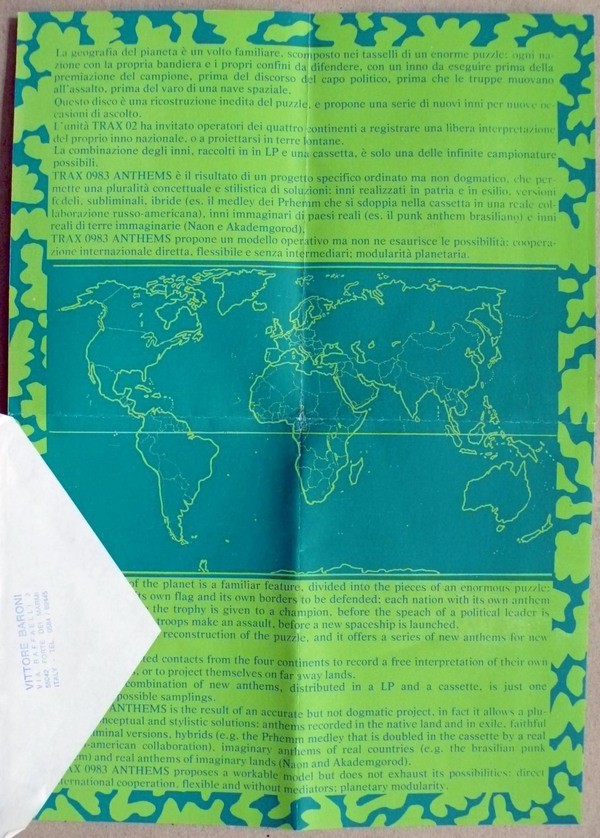 La geografia del pianeta è un volto familiare, scomposto nei tasselli di un enorme puzzle: ogni na-
zione con la propria bandiera e i propri confini da difendere, con un inno da eseguire prima della
premiazione del campione, prima del discorso del capo politico, prima che le truppe muovano
all'assalto, prima del varo di una nave spaziale.
Questo disco è una ricostruzione inedita del puzzle, e propone una serie di nuovi inni per nuove oc-
casioni di ascolto.
L'unità TRAX 02 ha invitato operatori dei quattro continenti a registrare una libera interpretazione
del proprio inno nazionale, o a proiettarsi in terre lontane.
La combinazione degli inni, raccolti in in LP e una cassetta, è solo una delle infinite campionature
possibili.
TRAX 0983 ANTHEMS è il risultato di un progetto specifico ordinato ma non dogmatico, che per-
mette una pluralità concettuale e stilistica di soluzioni: inni realizzati in patria e in esilio, versioni
fedeli, subliminali, ibride (es. il medley dei Prhemm che si sdoppia nella cassetta in una reale col-
laborazione russo-americana), inni immaginari di paesi reali (es. il punk anthem brasiliano) e inni
reali di terre immaginarie (Naon e Akademgorod).
TRAX 0983 ANTHEMS propone un modello operativo ma non ne esaurisce le possibilità: coopera-
zione internazionale diretta, flessibile e senza intermediari; modularità planetaria.
of the planet is a familiar feature, divided into the pieces of an enormous puzzle:
its own flag and its own borders to be defended; each nation with its own anthem
the trophy is given to a champion, before the speach of a political leader is
troops make an assault, before a new spaceship is launched.
reconstruction of the puzzle, and it offers a series of new anthems for new
contacts from the four continents to record a free interpretation of their own
or to project themselves on far away lands.
combination of new anthems, distributed in a LP and a cassette, is just one
possible samplings.
ANTHEMS is the result of an accurate but not dogmatic project, in fact it allows a plu-
conceptual and stylistic solutions: anthems recorded in the native land and in exile, faithful
versions, hybrids (e.g. the Prhemm medley that is doubled in the cassette by a real
-american collaboration), imaginary anthems of real countries (e.g. the brasilian punk
and real anthems of imaginary lands (Naon and Akademgorod).
0983 ANTHEMS proposes a workable model but does not exhaust its possibilities: direct
international cooperation, flexible and without mediators; planetary modularity.
VITTORE BARONI
VIA RAFFAELLI
FORTE DEI MARMI
ITALY TEL.